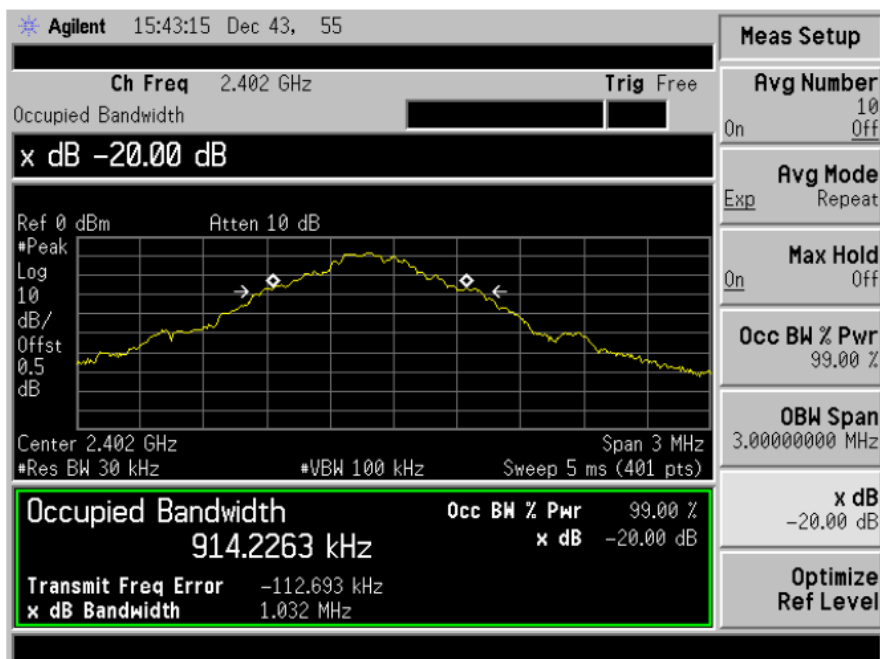 Agilent 15:43:15 Dec 43, 55
Ch Freq 2.402 GHz Trig Free
Occupied Bandwidth
x dB -20.00 dB
Ref 0 dBm Atten 10 dB
#Peak
Log
10
dB/
Offst
0.5
dB
Center 2.402 GHz Span 3 MHz
#Res BW 30 kHz #VBW 100 kHz Sweep 5 ms (401 pts)
Occupied Bandwidth Occ BW % Pwr 99.00 %
914.2263 kHz x dB -20.00 dB
Transmit Freq Error -112.693 kHz
x dB Bandwidth 1.032 MHz
Meas Setup
Avg Number
10
On Off
Avg Mode
Exp Repeat
Max Hold
On Off
Occ BW % Pwr
99.00 %
OBW Span
3.00000000 MHz
x dB
-20.00 dB
Optimize
Ref Level